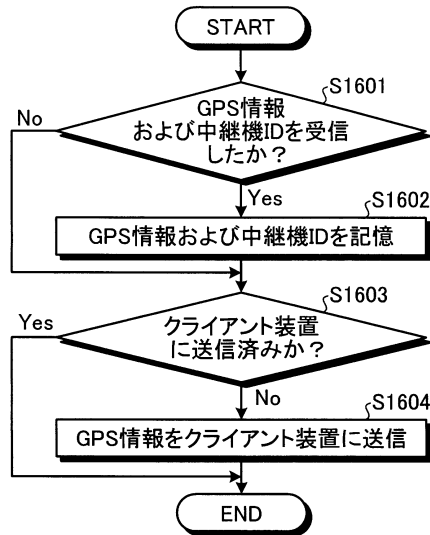 START
S1601
GPS情報
および中継機IDを受信
したか？
No
Yes
S1602
GPS情報および中継機IDを記憶
S1603
クライアント装置
に送信済みか？
Yes
No
S1604
GPS情報をクライアント装置に送信
END